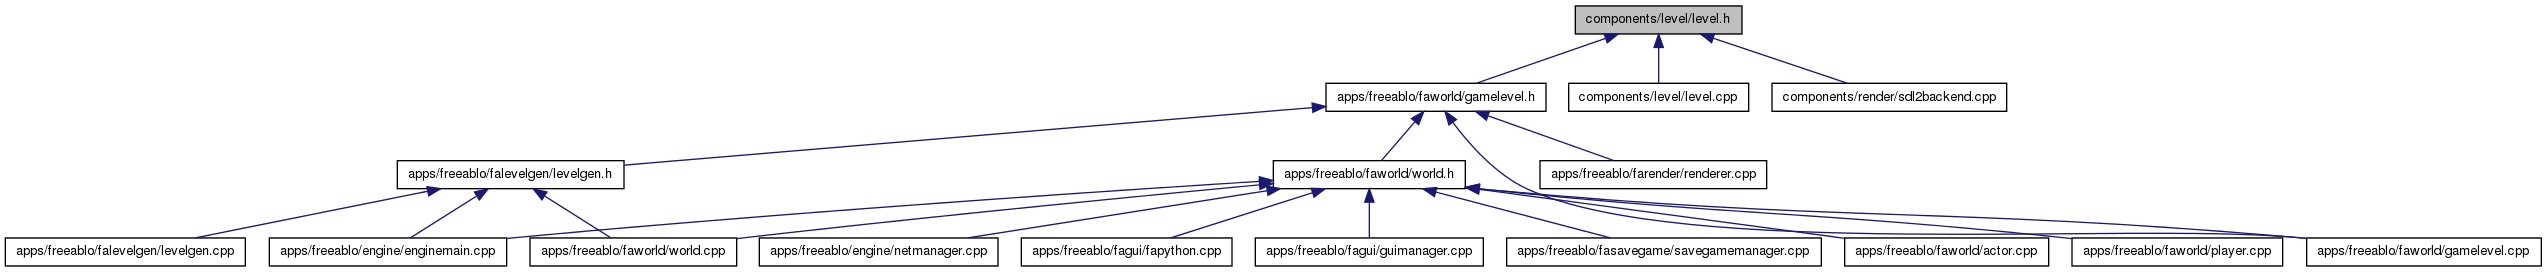 components/level/level.h
apps/freeablo/faworld/gamelevel.h
components/level/level.cpp
components/render/sdl2backend.cpp
apps/freeablo/falevelgen/levelgen.h
apps/freeablo/faworld/world.h
apps/freeablo/farender/renderer.cpp
apps/freeablo/falevelgen/levelgen.cpp
apps/freeablo/engine/enginemain.cpp
apps/freeablo/faworld/world.cpp
apps/freeablo/engine/netmanager.cpp
apps/freeablo/fagui/fapython.cpp
apps/freeablo/fagui/guimanager.cpp
apps/freeablo/fasavegame/savegamemanager.cpp
apps/freeablo/faworld/actor.cpp
apps/freeablo/faworld/player.cpp
apps/freeablo/faworld/gamelevel.cpp